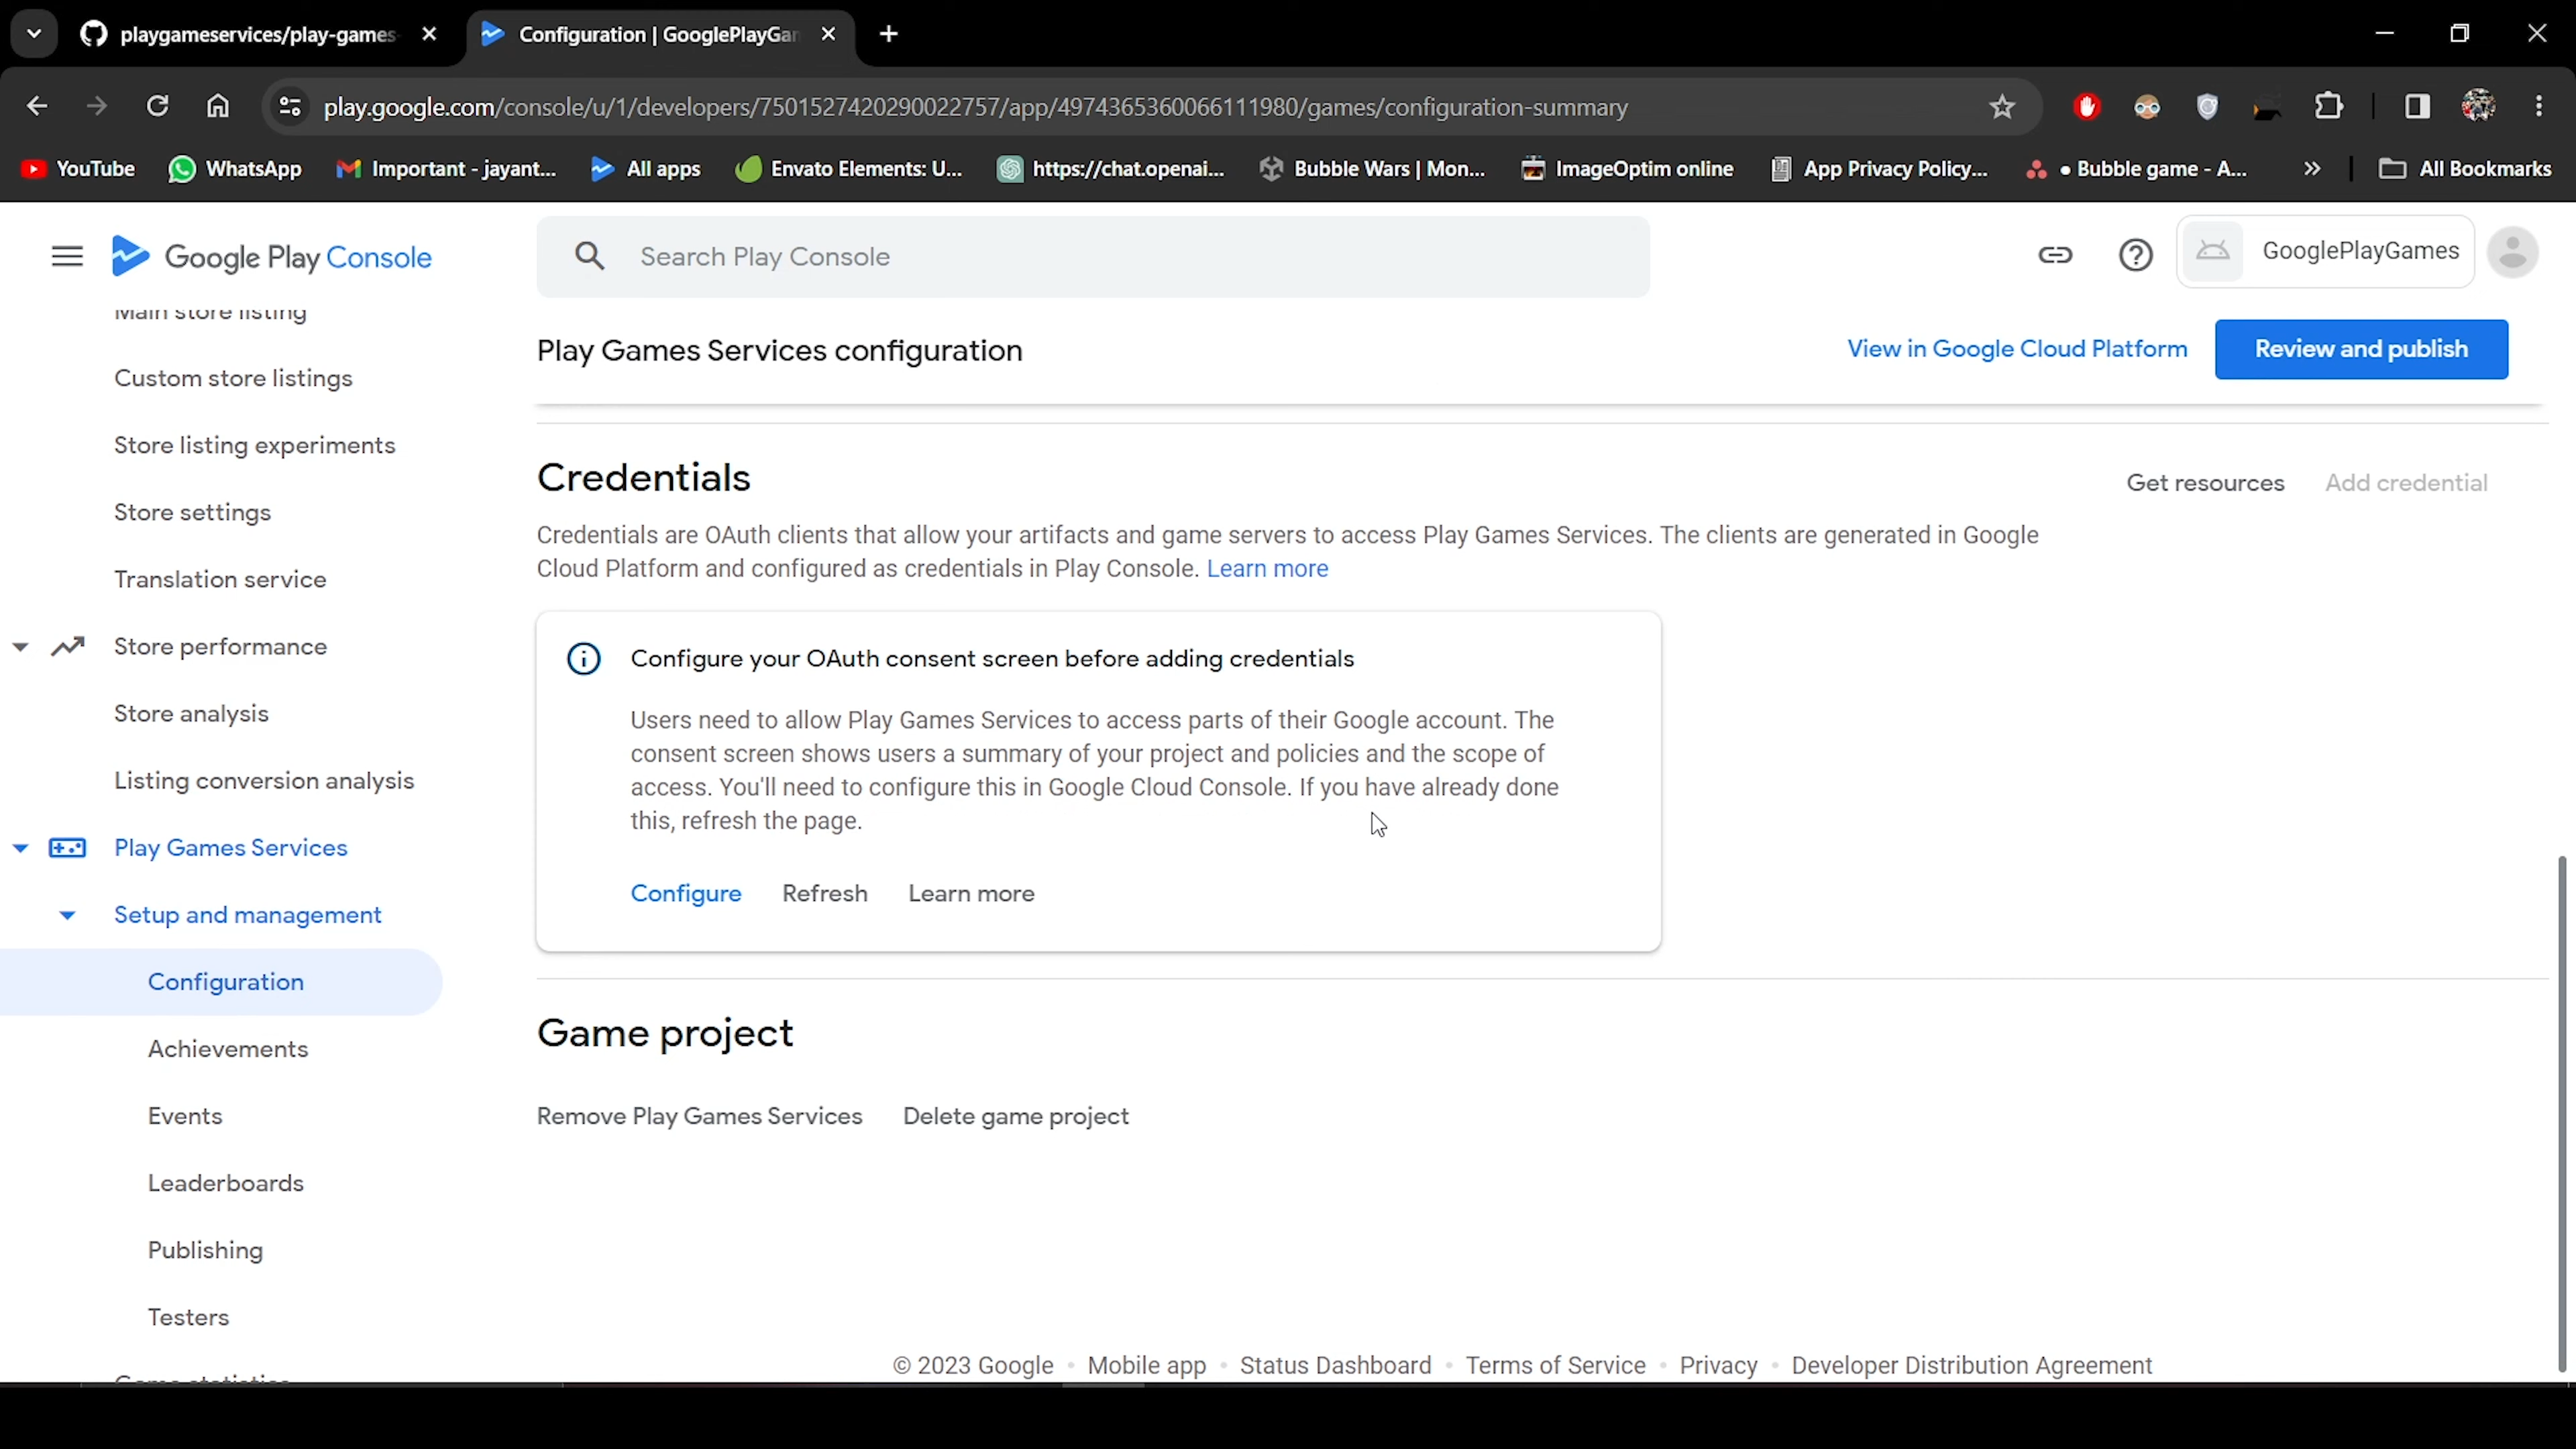 playgameservices/play-games-
Configuration | GooglePlayGam
play.google.com/console/u/1/developers/7501527420290022757/app/4974365360066111980/games/configuration-summary
YouTube
WhatsApp
Important - jayant...
All apps
Envato Elements: U...
https://chat.openai...
Bubble Wars | Mon...
ImageOptim online
App Privacy Policy...
● Bubble game - A...
All Bookmarks
Google Play Console
Search Play Console
GooglePlayGames
Main store listing
Custom store listings
Store listing experiments
Store settings
Translation service
Store performance
Store analysis
Listing conversion analysis
Play Games Services
Setup and management
Configuration
Achievements
Events
Leaderboards
Publishing
Testers
Game statistics
Play Games Services configuration
View in Google Cloud Platform
Review and publish
Credentials
Get resources
Add credential
Credentials are OAuth clients that allow your artifacts and game servers to access Play Games Services. The clients are generated in Google
Cloud Platform and configured as credentials in Play Console. Learn more
Configure your OAuth consent screen before adding credentials
Users need to allow Play Games Services to access parts of their Google account. The
consent screen shows users a summary of your project and policies and the scope of
access. You'll need to configure this in Google Cloud Console. If you have already done
this, refresh the page.
Configure
Refresh
Learn more
Game project
Remove Play Games Services
Delete game project
© 2023 Google · Mobile app · Status Dashboard · Terms of Service · Privacy · Developer Distribution Agreement